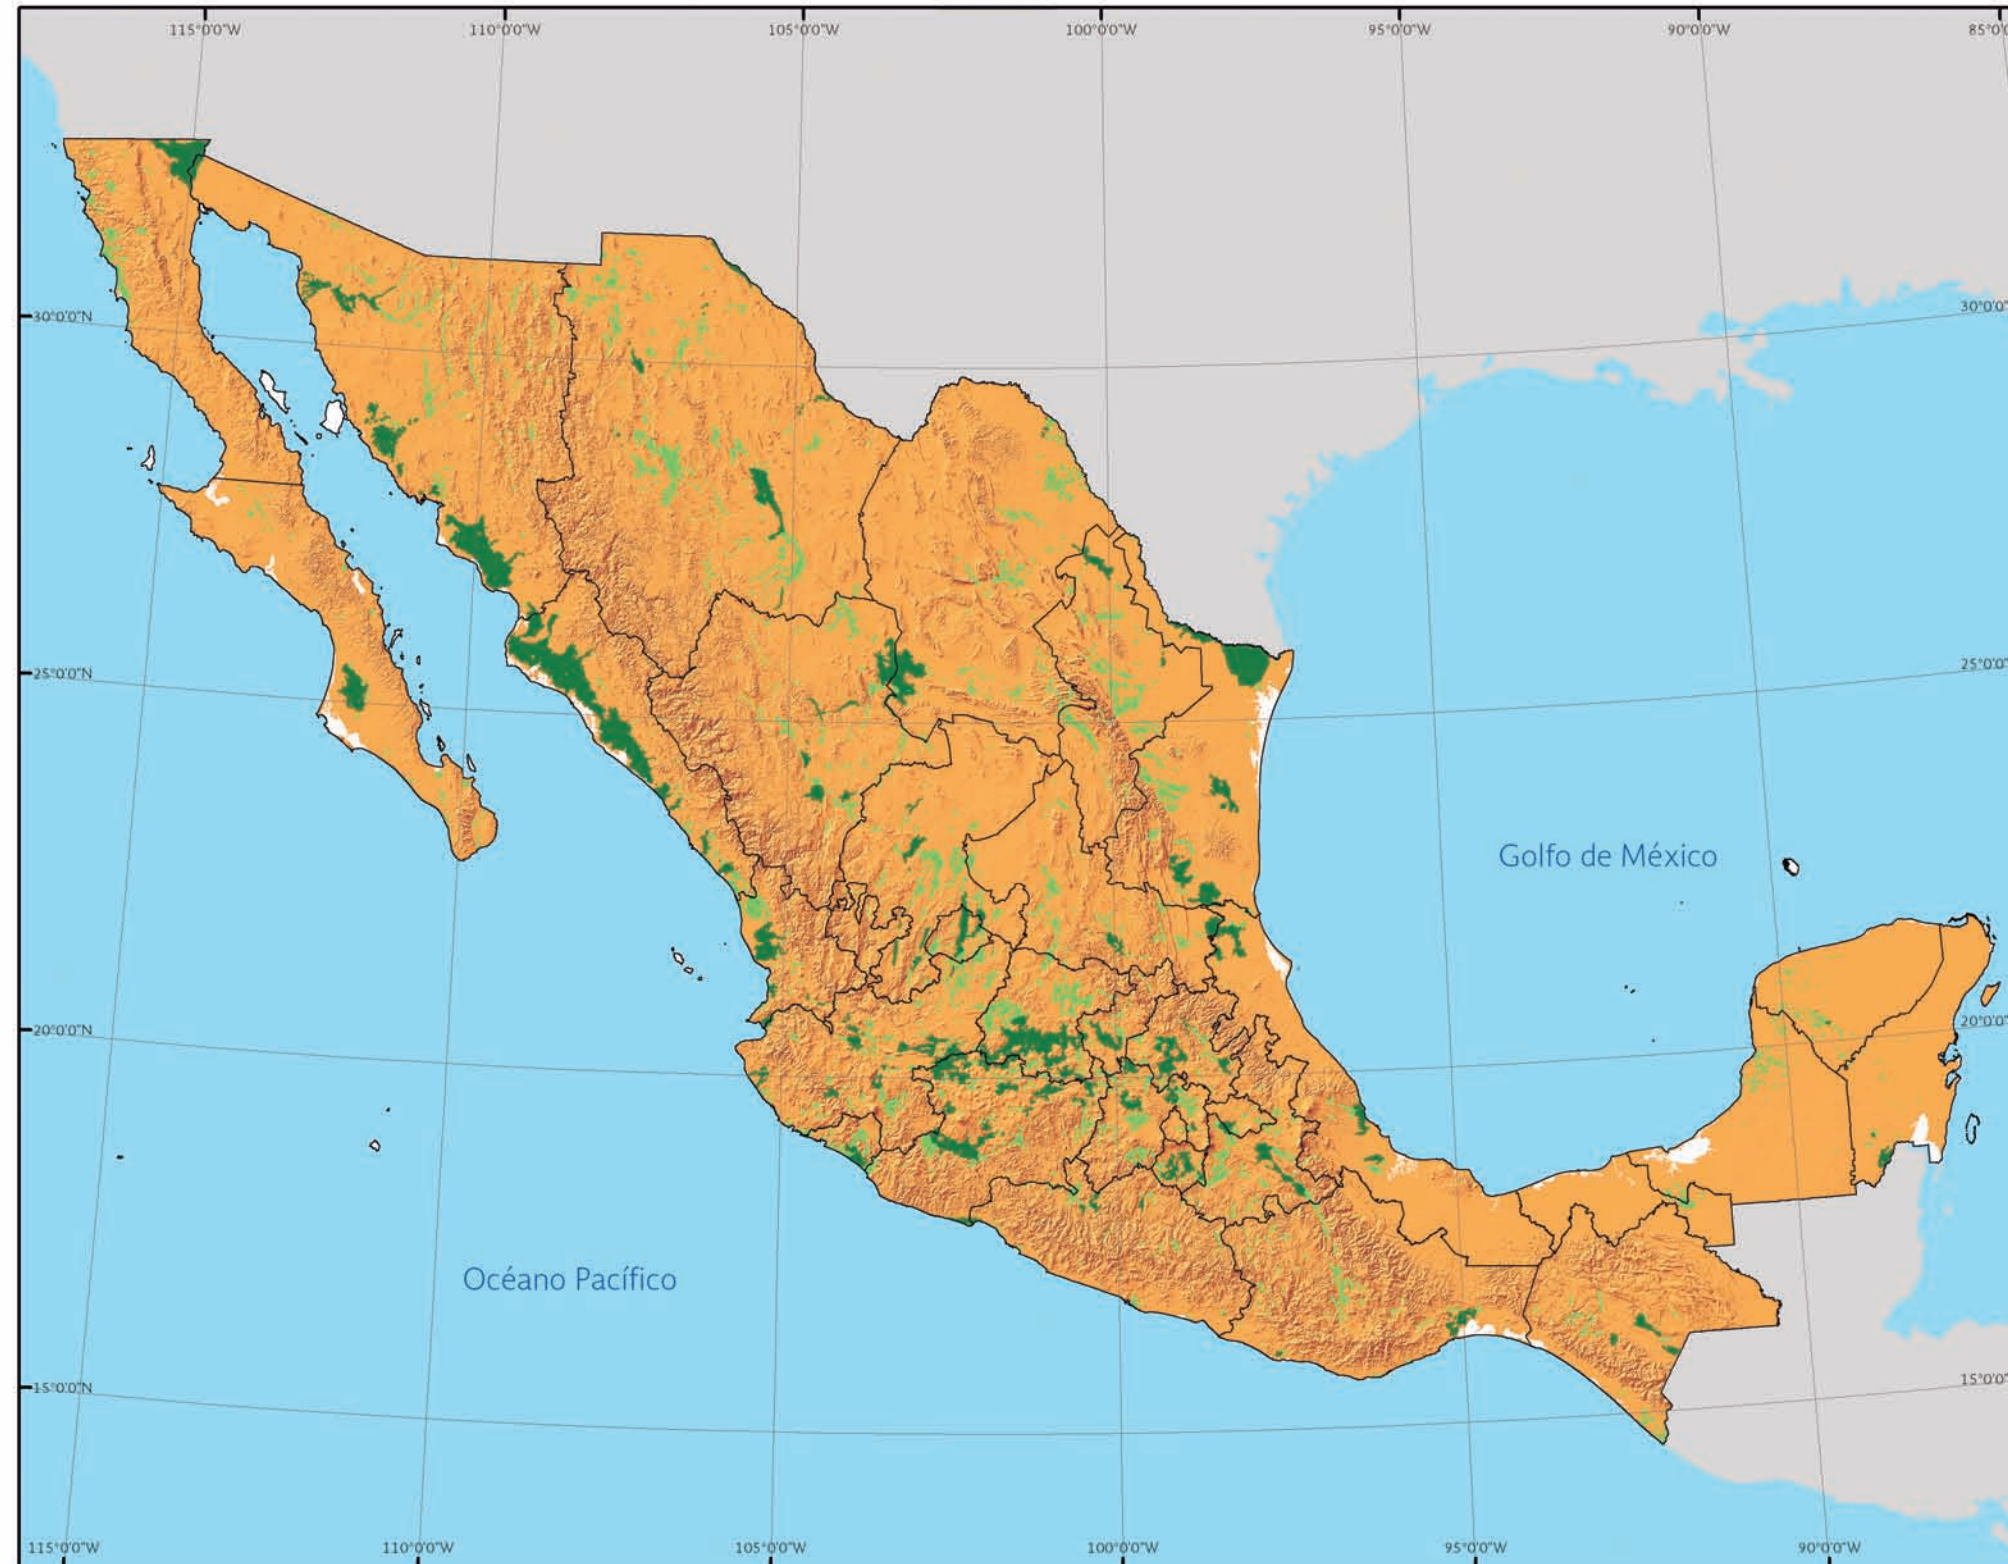 115°0'0"W 110°0'0"W 105°0'0"W 100°0'0"W 95°0'0"W 90°0'0"W 85°0'0
30°0'0"N 30°0'0"
25°0'0"N 25°0'0"
Golfo de México
20°0'0"N 20°0'0"
Océano Pacífico
15°0'0"N 15°0'0"
115°0'0"W 110°0'0"W 105°0'0"W 100°0'0"W 95°0'0"W 90°0'0"W